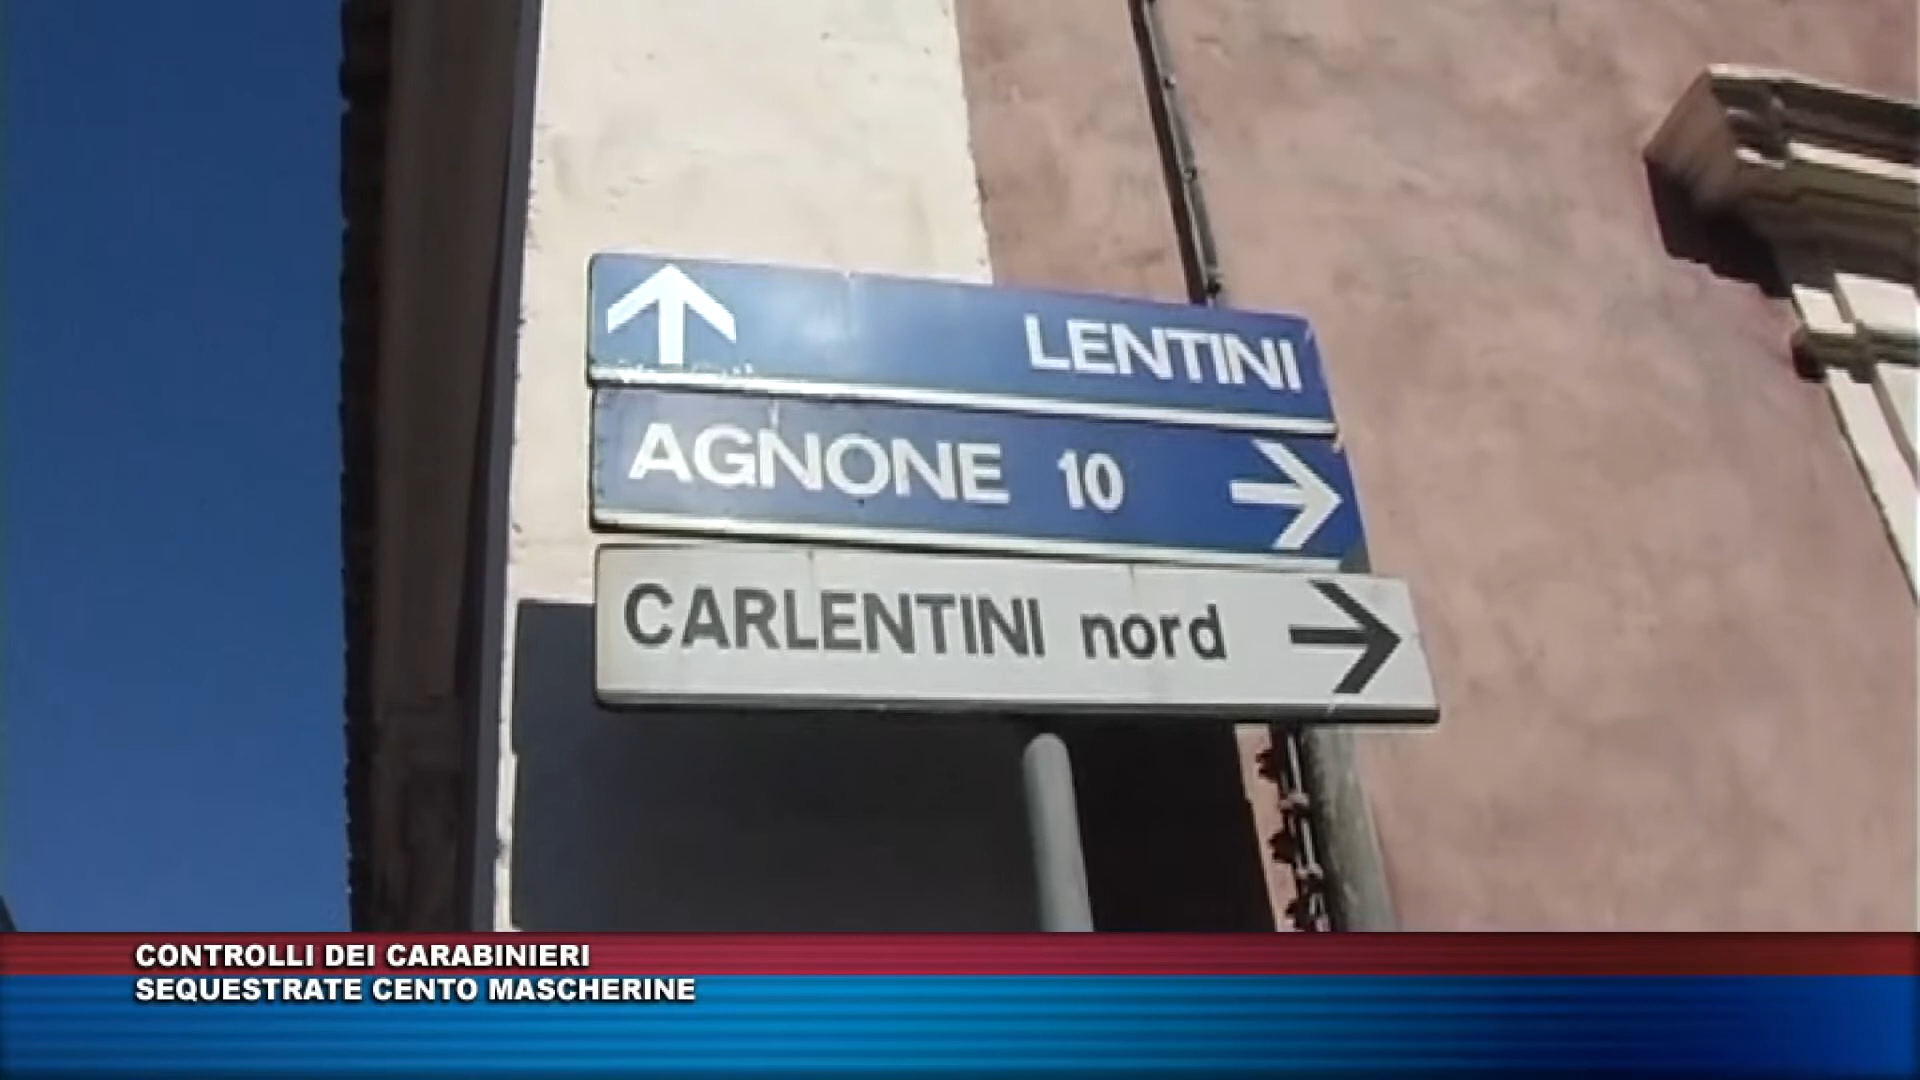 LENTINI
AGNONE 10
CARLENTINI nord
CONTROLLI DEI CARABINIERI
SEQUESTRATE CENTO MASCHERINE